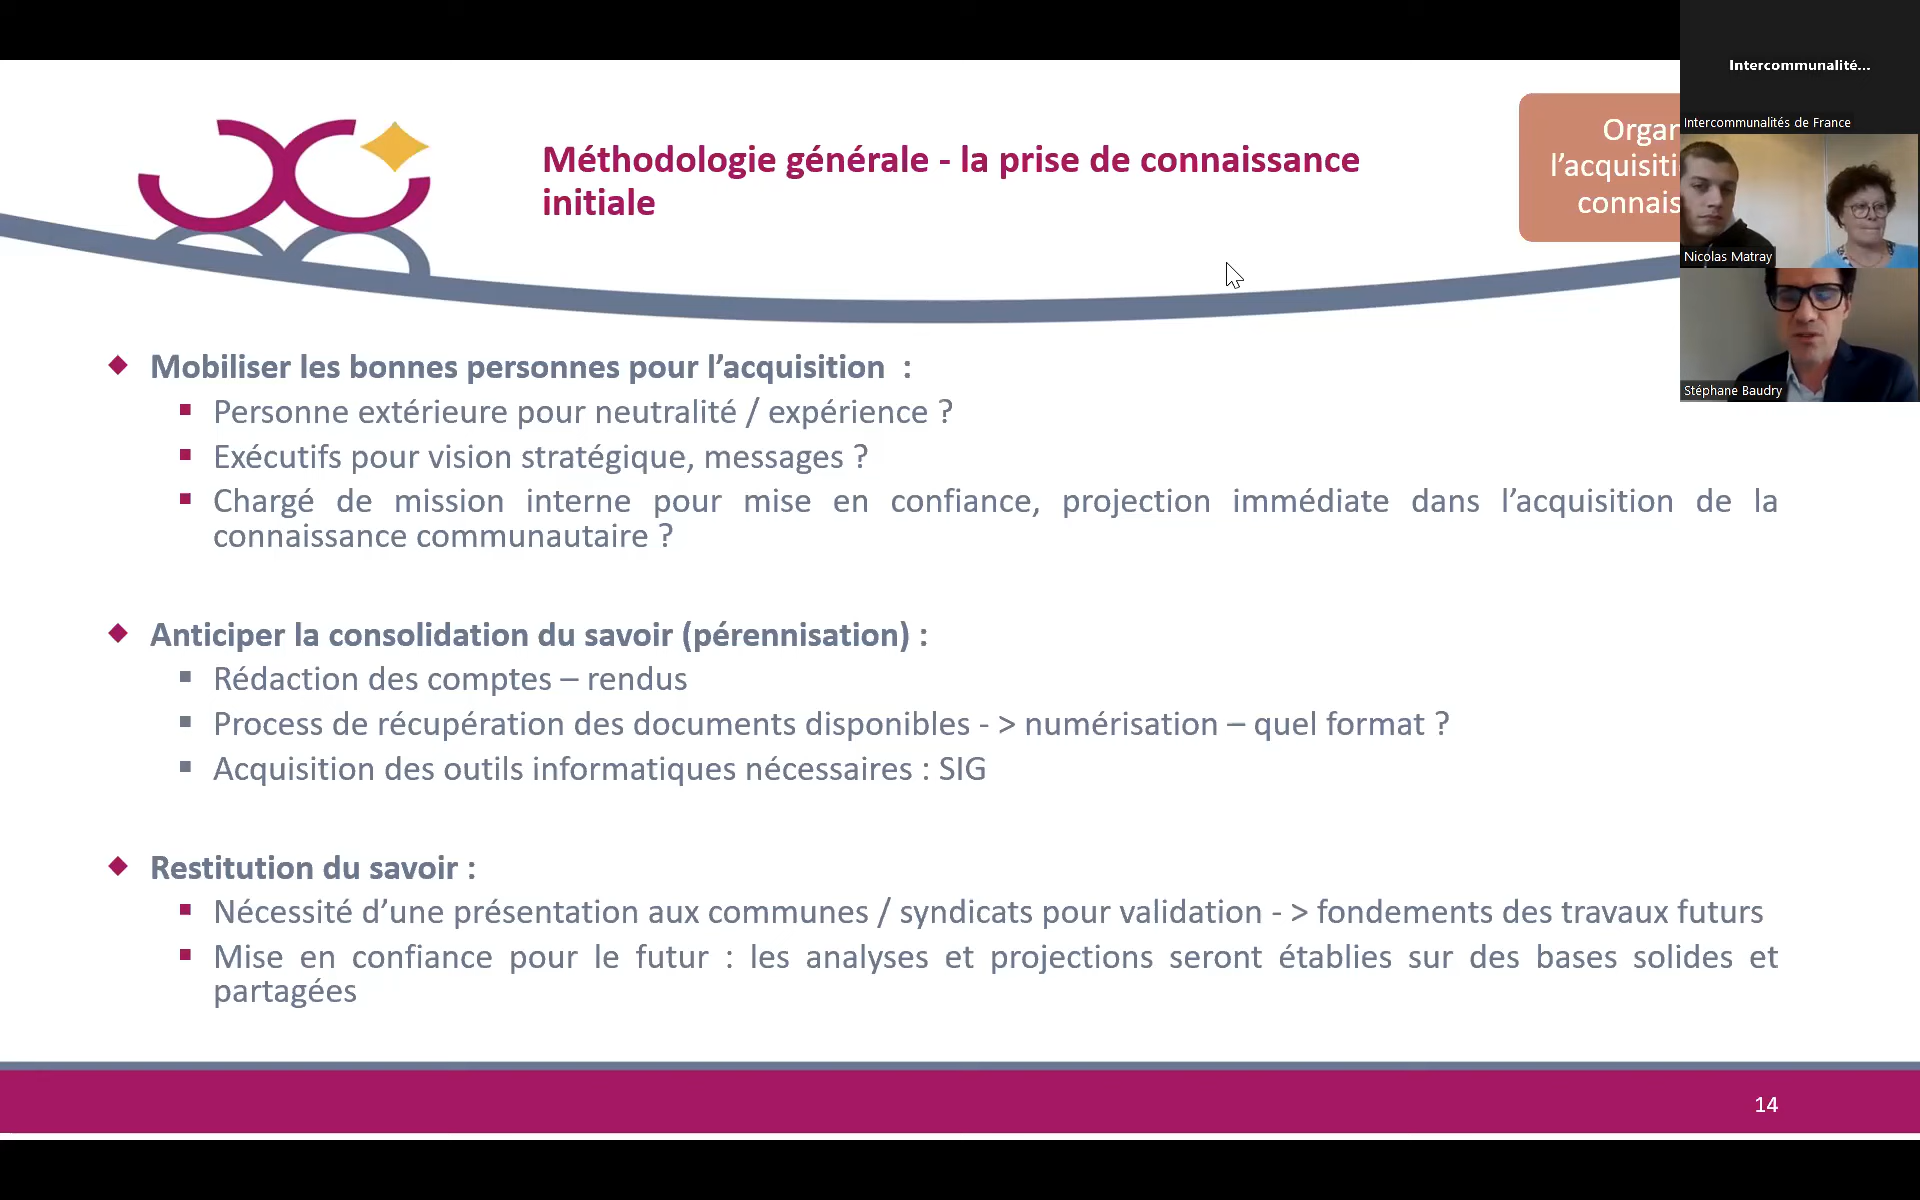 Intercommunalité...
Intercommunalités de France
Nicolas Matray
Stéphane Baudry
Méthodologie générale - la prise de connaissance
initiale
Mobiliser les bonnes personnes pour l’acquisition :
Personne extérieure pour neutralité / expérience ?
Exécutifs pour vision stratégique, messages ?
Chargé de mission interne pour mise en confiance, projection immédiate dans l’acquisition de la
connaissance communautaire ?
Anticiper la consolidation du savoir (pérennisation) :
Rédaction des comptes – rendus
Process de récupération des documents disponibles - > numérisation – quel format ?
Acquisition des outils informatiques nécessaires : SIG
Restitution du savoir :
Nécessité d’une présentation aux communes / syndicats pour validation - > fondements des travaux futurs
Mise en confiance pour le futur : les analyses et projections seront établies sur des bases solides et
partagées
14